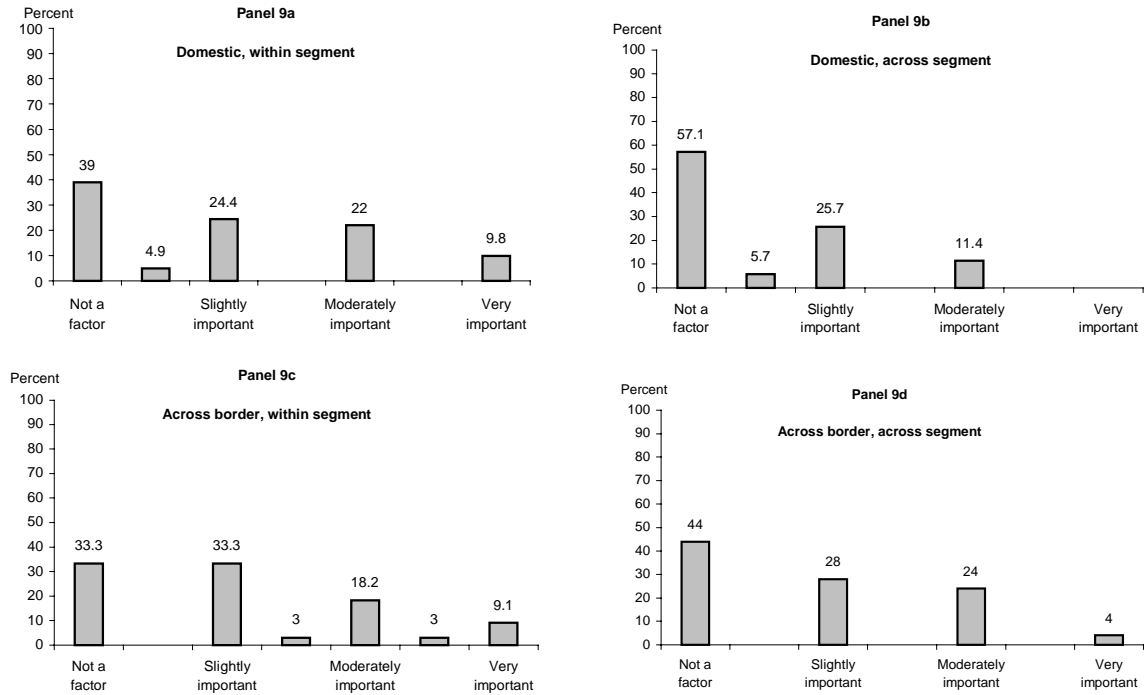 Percent
Panel 9a
Domestic, within segment
100
90
80
70
60
50
40
30
20
10
0
39
4.9
24.4
22
9.8
Not a factor
Slightly important
Moderately important
Very important
Percent
Panel 9b
Domestic, across segment
100
90
80
70
60
50
40
30
20
10
0
57.1
5.7
25.7
11.4
Not a factor
Slightly important
Moderately important
Very important
Percent
Panel 9c
Across border, within segment
100
90
80
70
60
50
40
30
20
10
0
33.3
33.3
3
18.2
3
9.1
Not a factor
Slightly important
Moderately important
Very important
Percent
Panel 9d
Across border, across segment
100
90
80
70
60
50
40
30
20
10
0
44
28
24
4
Not a factor
Slightly important
Moderately important
Very important